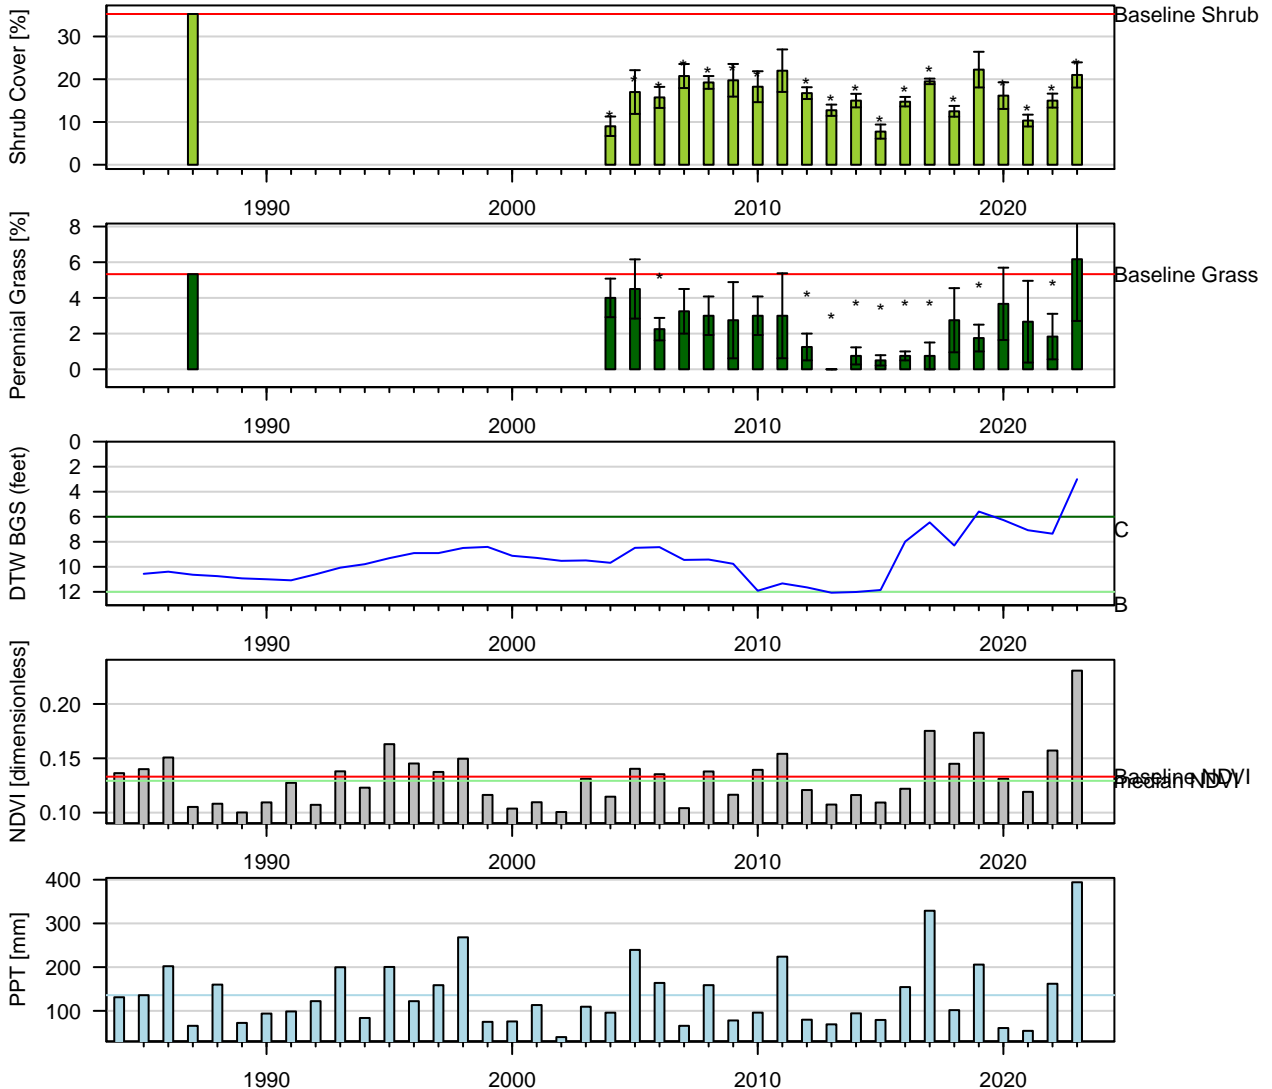 Shrub Cover [%]
30
20
10
0
Baseline Shrub
* * * * * * * * * * * * * * * * * * *
1990 2000 2010 2020
Perennial Grass [%]
8
6
4
2
0
Baseline Grass
* * * * * * * * *
1990 2000 2010 2020
DTW BGS (feet)
0
2
4
6
8
10
12
C
B
1990 2000 2010 2020
NDVI [dimensionless]
0.20
0.15
0.10
Baseline NDVI
median NDVI
1990 2000 2010 2020
PPT [mm]
400
300
200
100
1990 2000 2010 2020